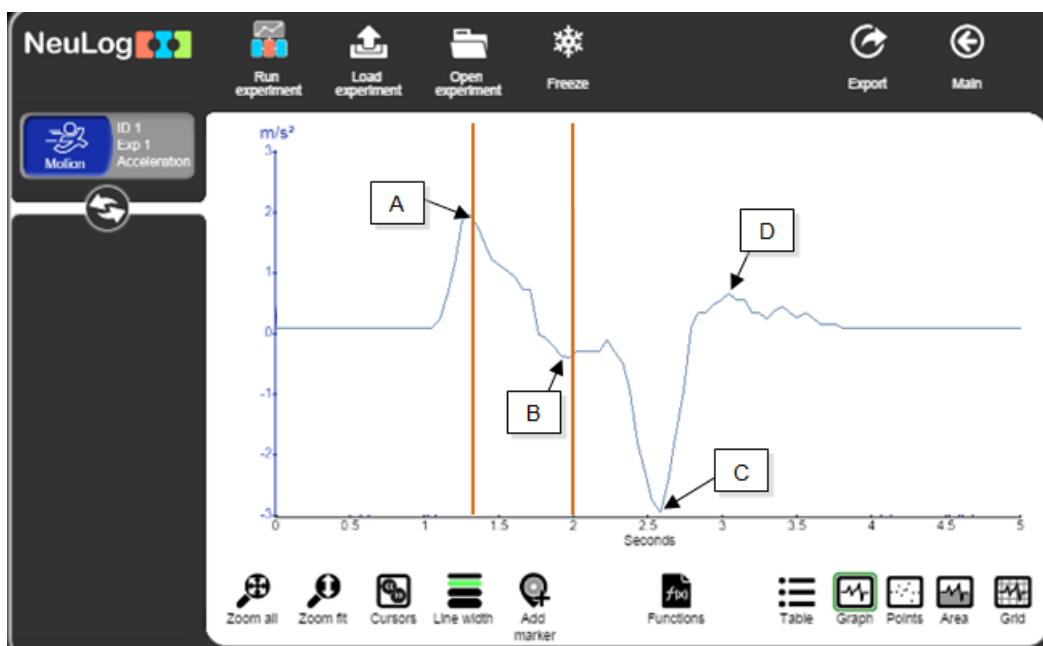 NeuLog
Run
experiment
Load
experiment
Open
experiment
Freeze
Export
Main
Motion
ID 1
Exp 1
Acceleration
m/s²
3
2
1
0
-1
-2
-3
A
B
C
D
0 0.5 1 1.5 2 2.5 3 3.5 4 4.5 5
Seconds
Zoom all
Zoom fit
Cursors
Line width
Add
marker
f(x)
Functions
Table
Graph
Points
Area
Grid